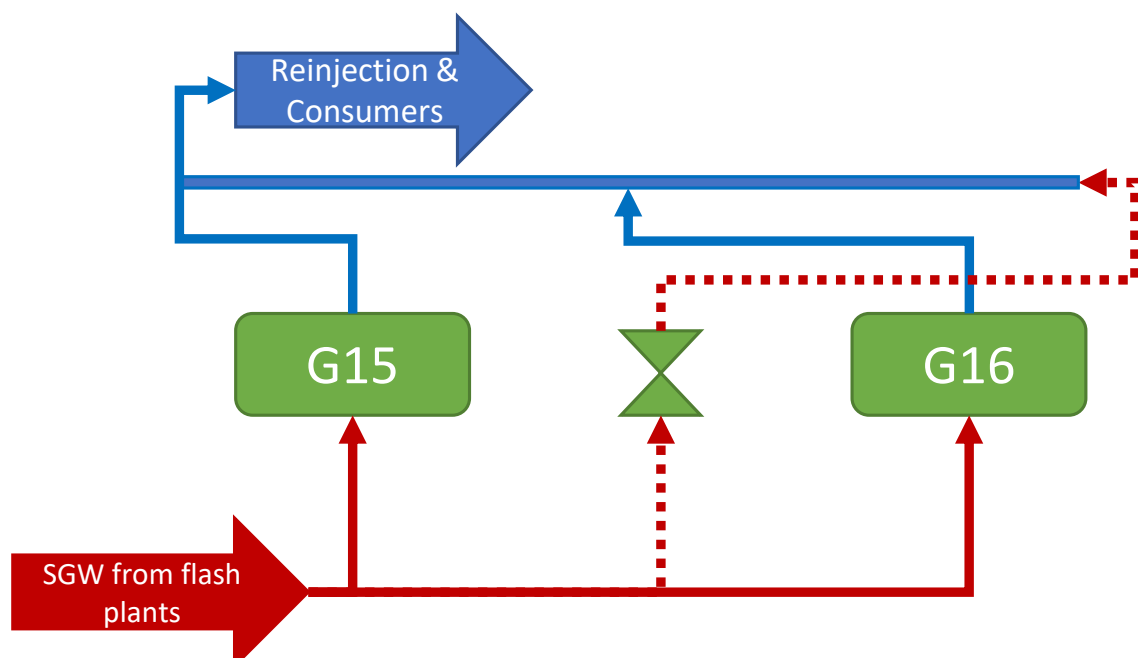 Reinjection &
Consumers
G15
G16
SGW from flash
plants